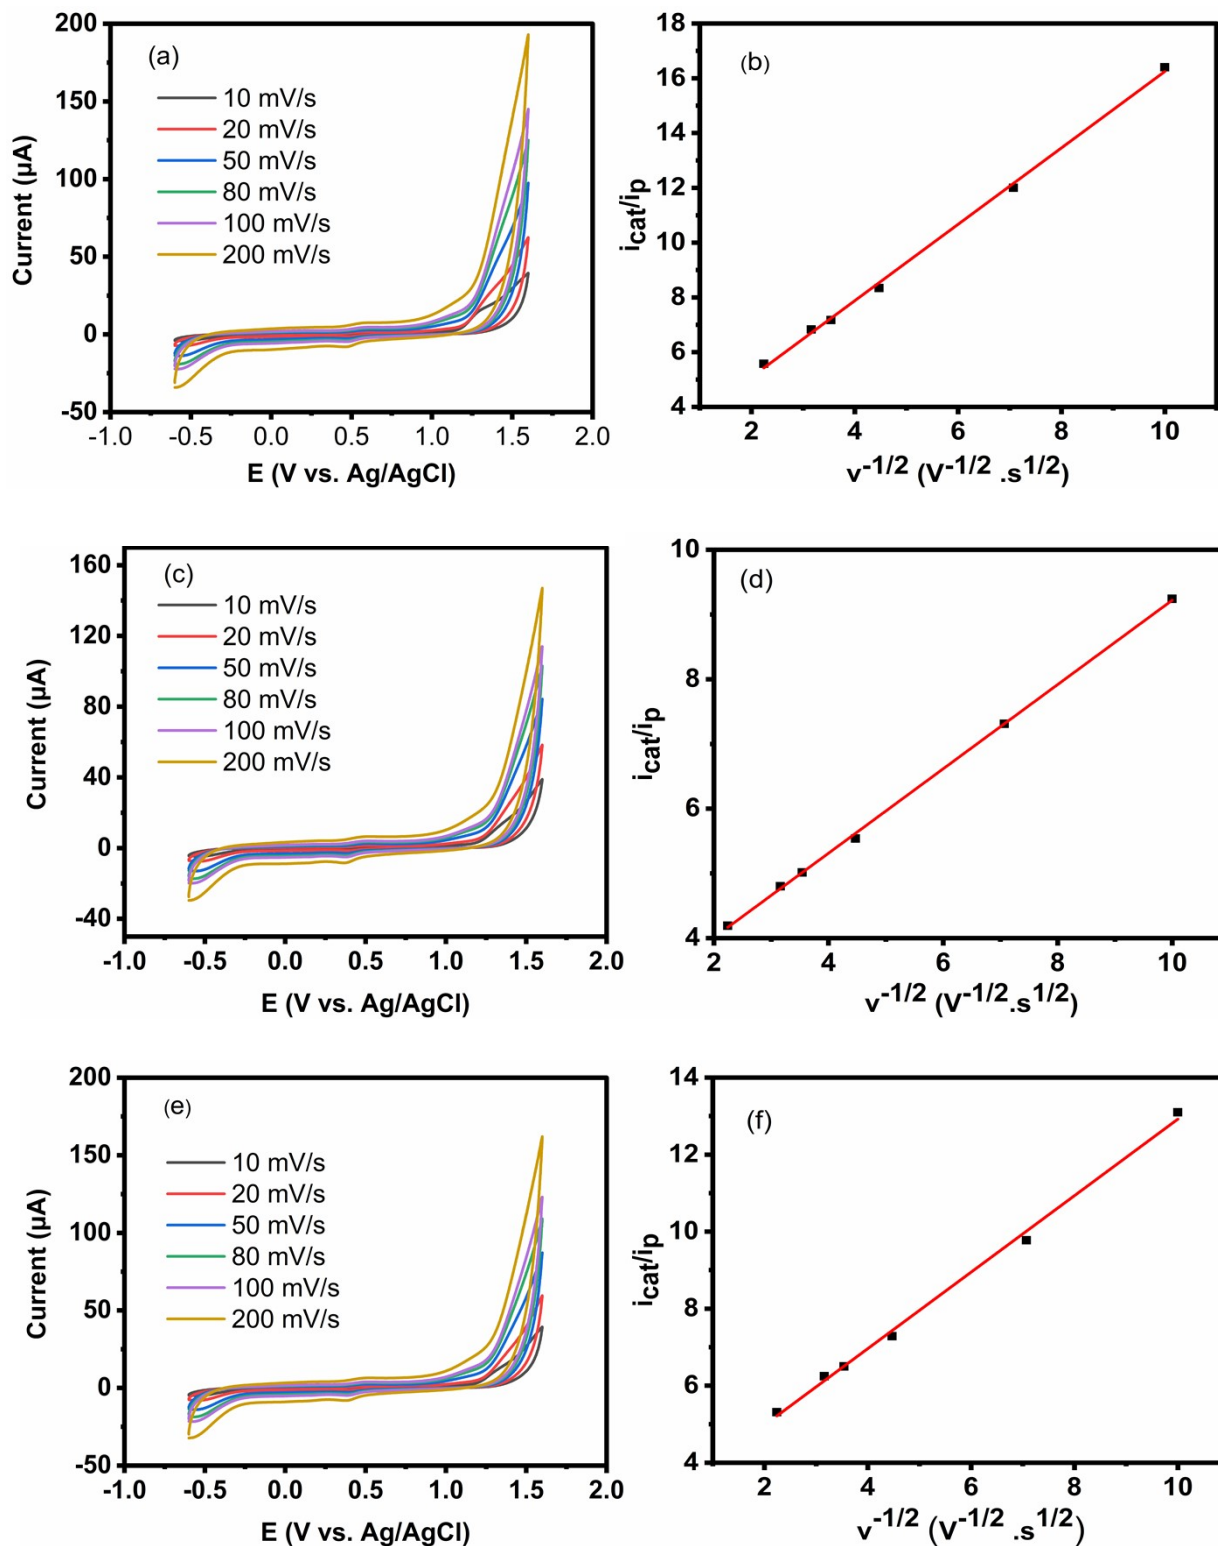 (a)
10 mV/s
20 mV/s
50 mV/s
80 mV/s
100 mV/s
200 mV/s
200
150
100
50
0
-50
-1.0 -0.5 0.0 0.5 1.0 1.5 2.0
Current (µA)
E (V vs. Ag/AgCl)
(b)
18
16
14
12
10
8
6
4
2 4 6 8 10
icat/ip
v-1/2 (V-1/2 .s1/2)
(c)
10 mV/s
20 mV/s
50 mV/s
80 mV/s
100 mV/s
200 mV/s
160
120
80
40
0
-40
-1.0 -0.5 0.0 0.5 1.0 1.5 2.0
Current (µA)
E (V vs. Ag/AgCl)
(d)
10
8
6
4
2 4 6 8 10
icat/ip
v-1/2 (V-1/2.s1/2)
(e)
10 mV/s
20 mV/s
50 mV/s
80 mV/s
100 mV/s
200 mV/s
200
150
100
50
0
-50
-1.0 -0.5 0.0 0.5 1.0 1.5 2.0
Current (µA)
E (V vs. Ag/AgCl)
(f)
14
12
10
8
6
4
2 4 6 8 10
icat/ip
v-1/2 (V-1/2 .s1/2)